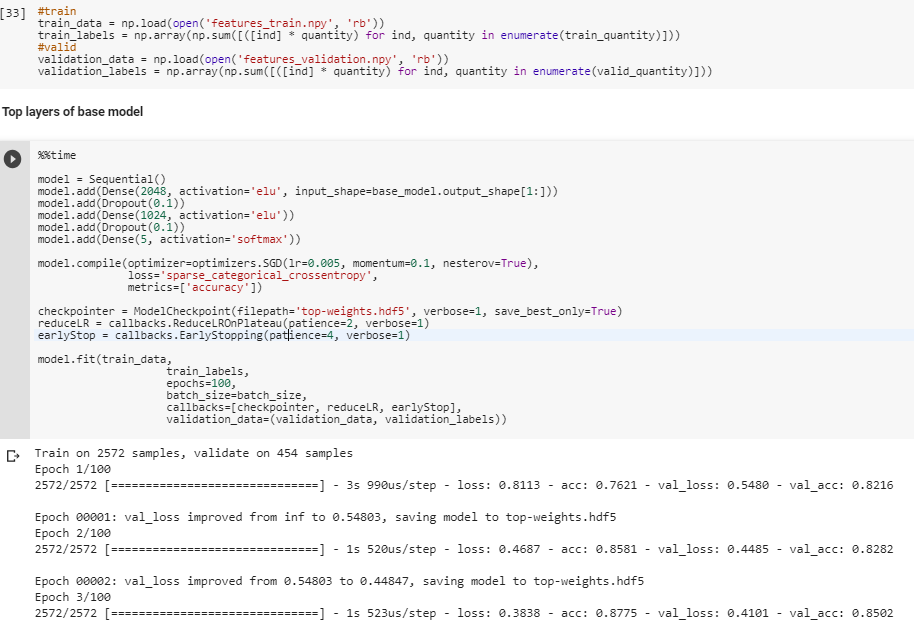 [33] #train
train_data = np.load(open('features_train.npy', 'rb'))
train_labels = np.array(np.sum([([ind] * quantity) for ind, quantity in enumerate(train_quantity)]))
#valid
validation_data = np.load(open('features_validation.npy', 'rb'))
validation_labels = np.array(np.sum([([ind] * quantity) for ind, quantity in enumerate(valid_quantity)]))
Top layers of base model
%%time
model = Sequential()
model.add(Dense(2048, activation='elu', input_shape=base_model.output_shape[1:]))
model.add(Dropout(0.1))
model.add(Dense(1024, activation='elu'))
model.add(Dropout(0.1))
model.add(Dense(5, activation='softmax'))
model.compile(optimizer=optimizers.SGD(lr=0.005, momentum=0.1, nesterov=True),
loss='sparse_categorical_crossentropy',
metrics=['accuracy'])
checkpointer = ModelCheckpoint(filepath='top-weights.hdf5', verbose=1, save_best_only=True)
reduceLR = callbacks.ReduceLROnPlateau(patience=2, verbose=1)
earlyStop = callbacks.EarlyStopping(patience=4, verbose=1)
model.fit(train_data,
train_labels,
epochs=100,
batch_size=batch_size,
callbacks=[checkpointer, reduceLR, earlyStop],
validation_data=(validation_data, validation_labels))
Train on 2572 samples, validate on 454 samples
Epoch 1/100
2572/2572 [==============================] - 3s 990us/step - loss: 0.8113 - acc: 0.7621 - val_loss: 0.5480 - val_acc: 0.8216
Epoch 00001: val_loss improved from inf to 0.54803, saving model to top-weights.hdf5
Epoch 2/100
2572/2572 [==============================] - 1s 520us/step - loss: 0.4687 - acc: 0.8581 - val_loss: 0.4485 - val_acc: 0.8282
Epoch 00002: val_loss improved from 0.54803 to 0.44847, saving model to top-weights.hdf5
Epoch 3/100
2572/2572 [==============================] - 1s 523us/step - loss: 0.3838 - acc: 0.8775 - val_loss: 0.4101 - val_acc: 0.8502